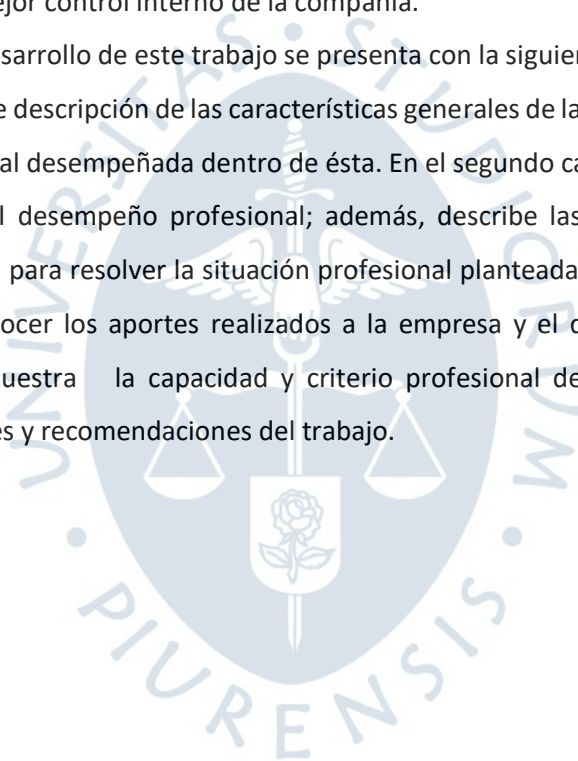 ejor control interno de la compañía.
sarrollo de este trabajo se presenta con la siguien
e descripción de las características generales de la
al desempeñada dentro de ésta. En el segundo ca
l desempeño profesional; además, describe las
para resolver la situación profesional planteada
ocer los aportes realizados a la empresa y el
uestra la capacidad y criterio profesional de
es y recomendaciones del trabajo.
UNIVERSITAS • STUDIORUM • PIURENSIS •